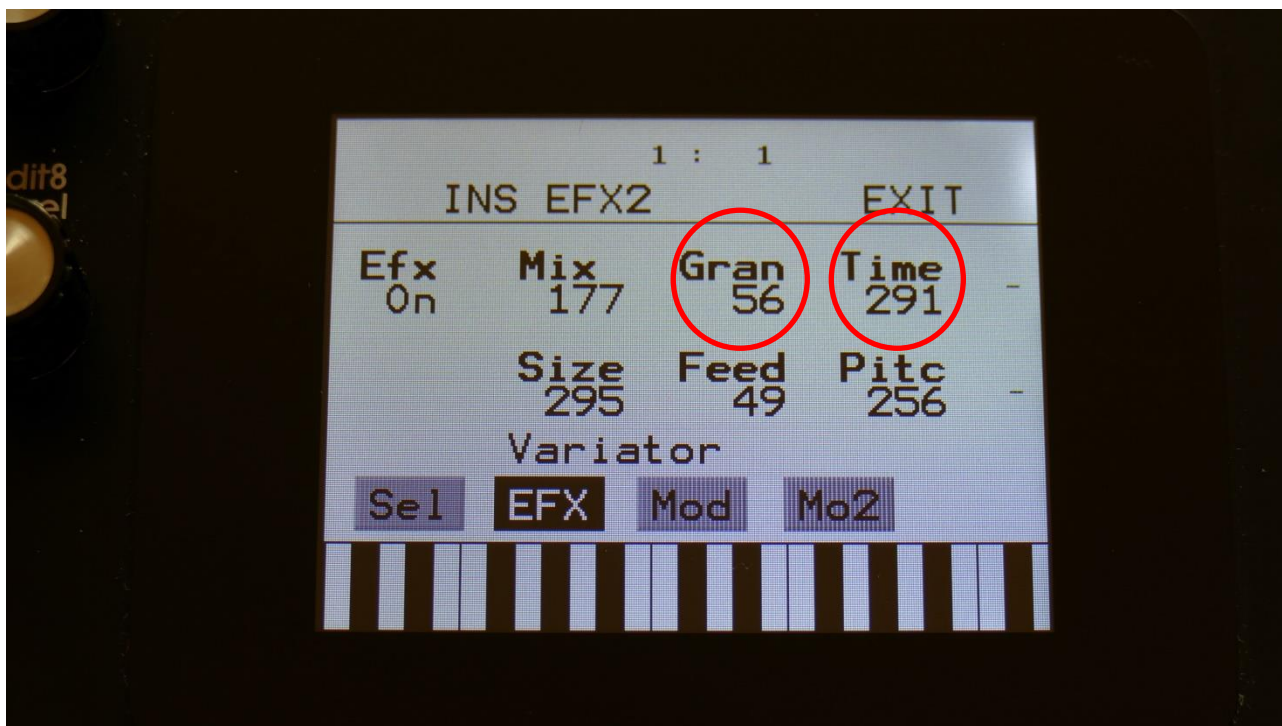 1 : 1
INS EFX2 EXIT
Efx Mix Gran Time
On 177 56 291
Size Feed Pitc
295 49 256
Variator
Sel EFX Mod Mo2
dit8